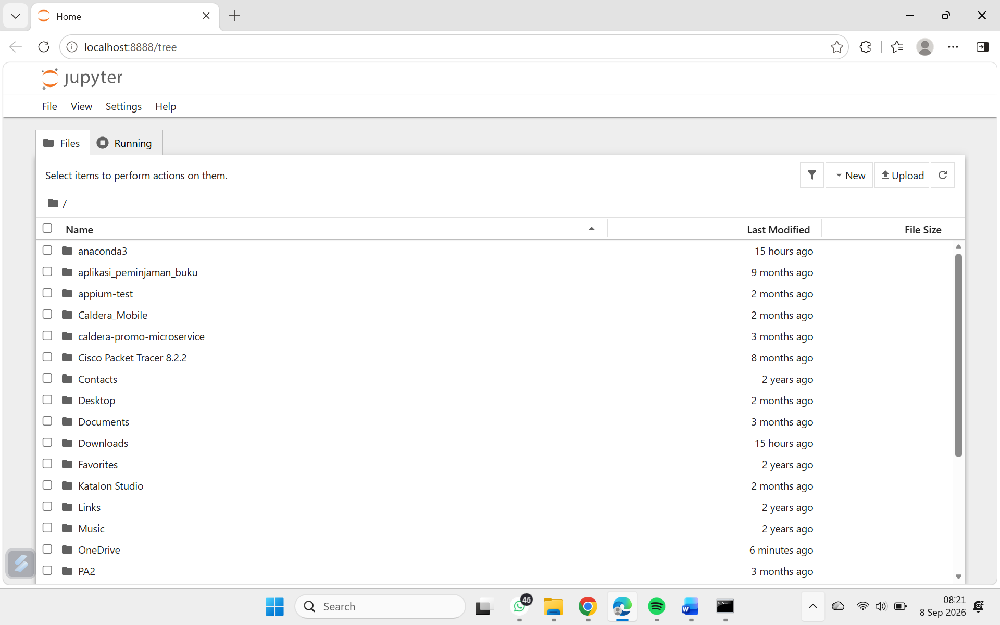 Home
localhost:8888/tree
jupyter
File View Settings Help
Files Running
Select items to perform actions on them.
New Upload
/
Name Last Modified File Size
anaconda3 15 hours ago
aplikasi_peminjaman_buku 9 months ago
appium-test 2 months ago
Caldera_Mobile 2 months ago
caldera-promo-microservice 3 months ago
Cisco Packet Tracer 8.2.2 8 months ago
Contacts 2 years ago
Desktop 2 months ago
Documents 3 months ago
Downloads 15 hours ago
Favorites 2 years ago
Katalon Studio 2 months ago
Links 2 years ago
Music 2 years ago
OneDrive 6 minutes ago
PA2 3 months ago
Search
46
W
08:21
8 Sep 2026